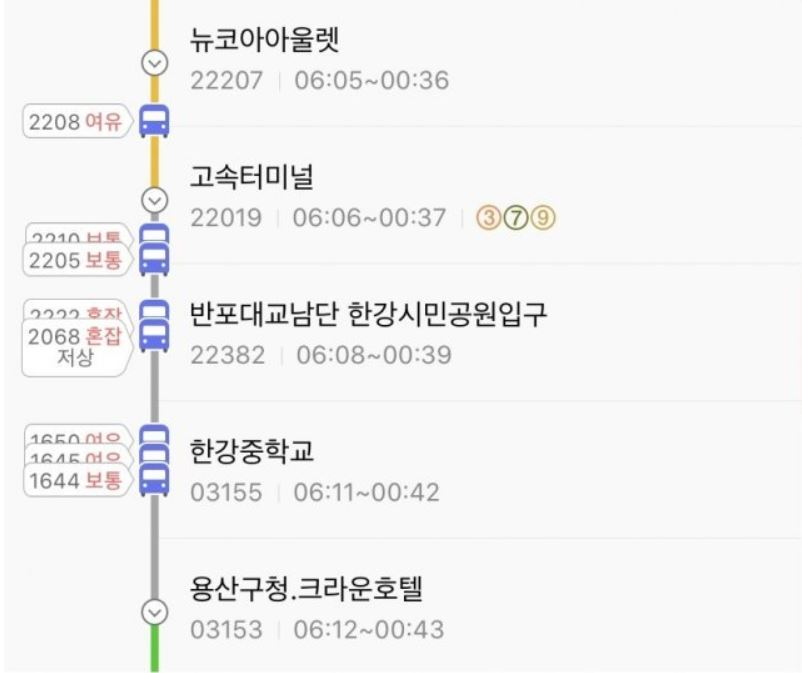 뉴코아아울렛
22207 | 06:05~00:36
2208 여유
고속터미널
22019 | 06:06~00:37 | ③⑦⑨
2210 보통
2205 보통
2222 혼잡
반포대교남단 한강시민공원입구
2068 혼잡
저상
22382 | 06:08~00:39
1650 여유
한강중학교
1645 여유
1644 보통
03155 | 06:11~00:42
용산구청.크라운호텔
03153 | 06:12~00:43